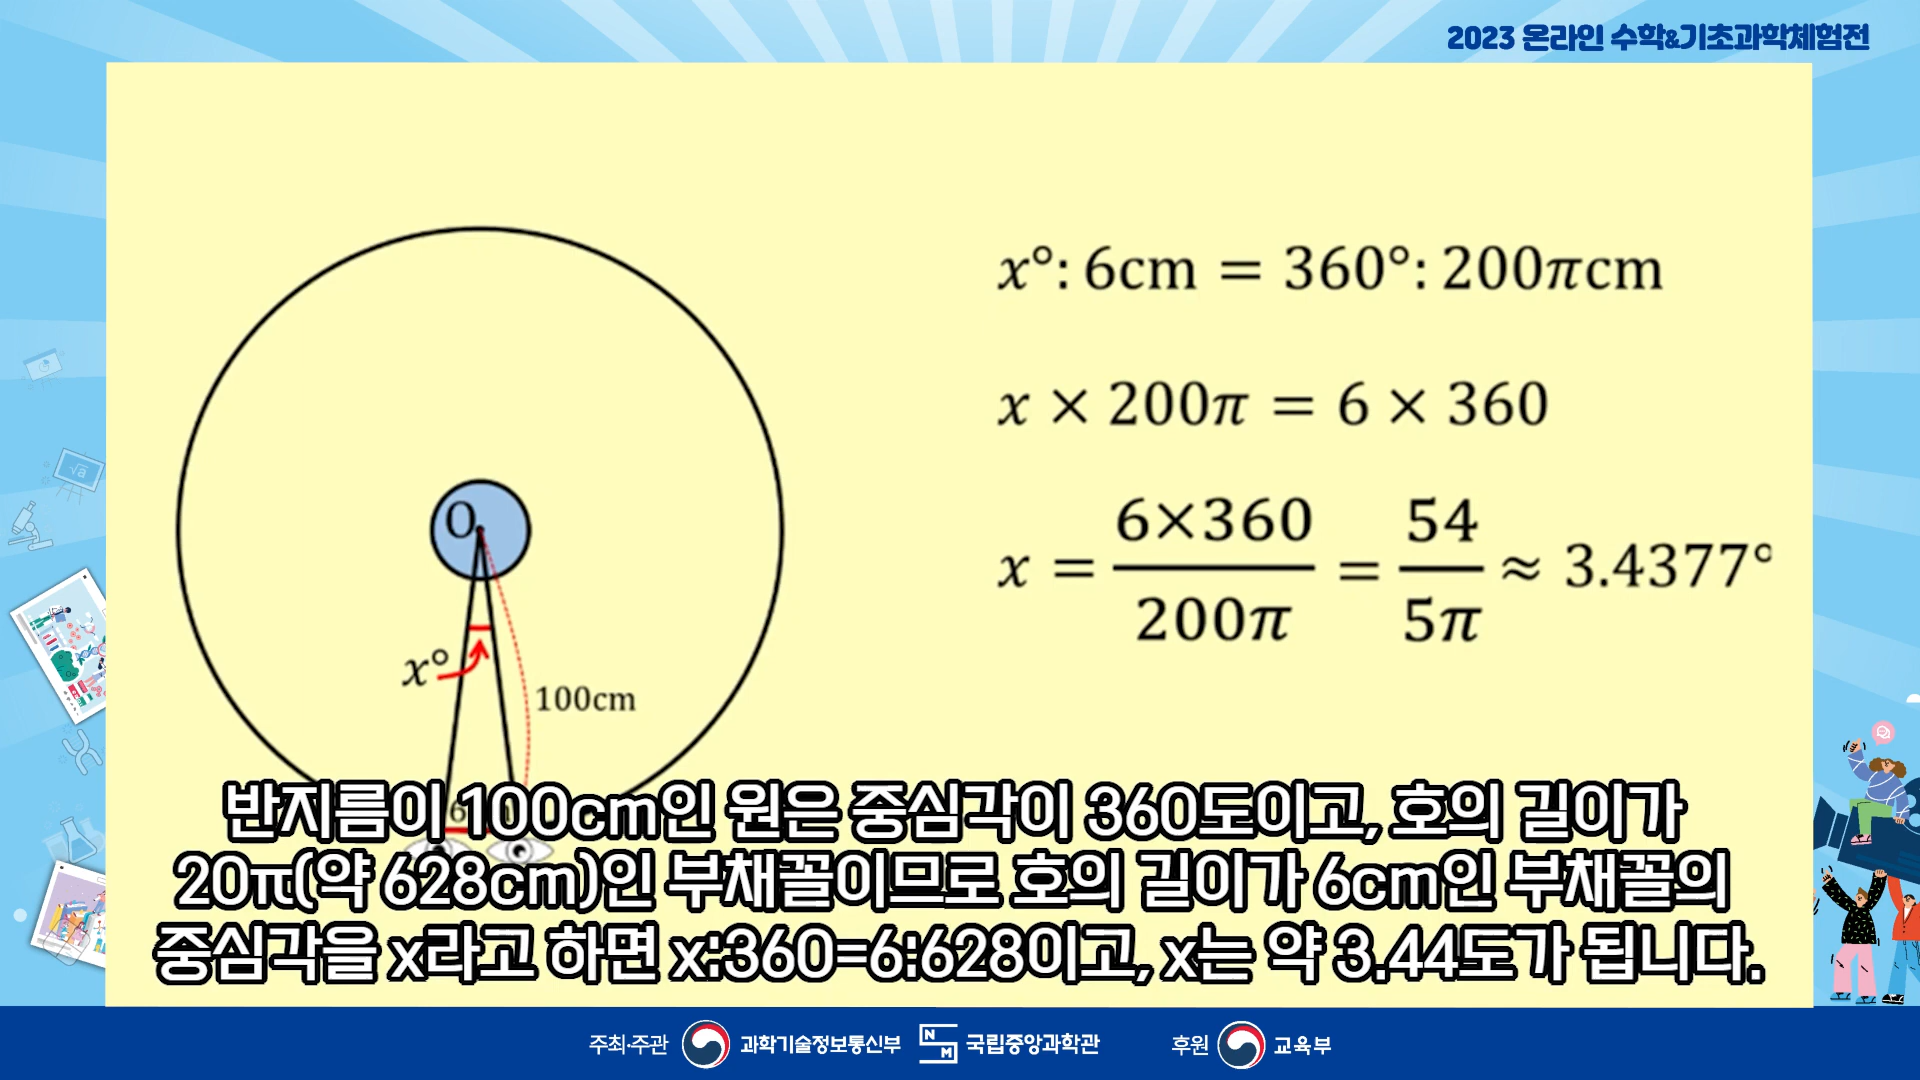 2023 온라인 수학&기초과학체험전
x°: 6cm = 360°: 200πcm
x × 200π = 6 × 360
x = 6×360/200π = 54/5π ≈ 3.4377°
O
x°
100cm
6
반지름이 100cm인 원은 중심각이 360도이고, 호의 길이가
20π(약 628cm)인 부채꼴이므로 호의 길이가 6cm인 부채꼴의
중심각을 x라고 하면 x:360=6:628이고, x는 약 3.44도가 됩니다.
주최·주관 과학기술정보통신부 NSM 국립중앙과학관 후원 교육부